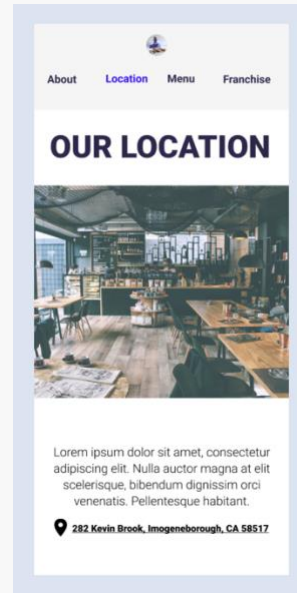 About Location Menu Franchise
OUR LOCATION
Lorem ipsum dolor sit amet, consectetur
adipiscing elit. Nulla auctor magna at elit
scelerisque, bibendum dignissim orci
venenatis. Pellentesque habitant.
282 Kevin Brook, Imogeneborough, CA 58517